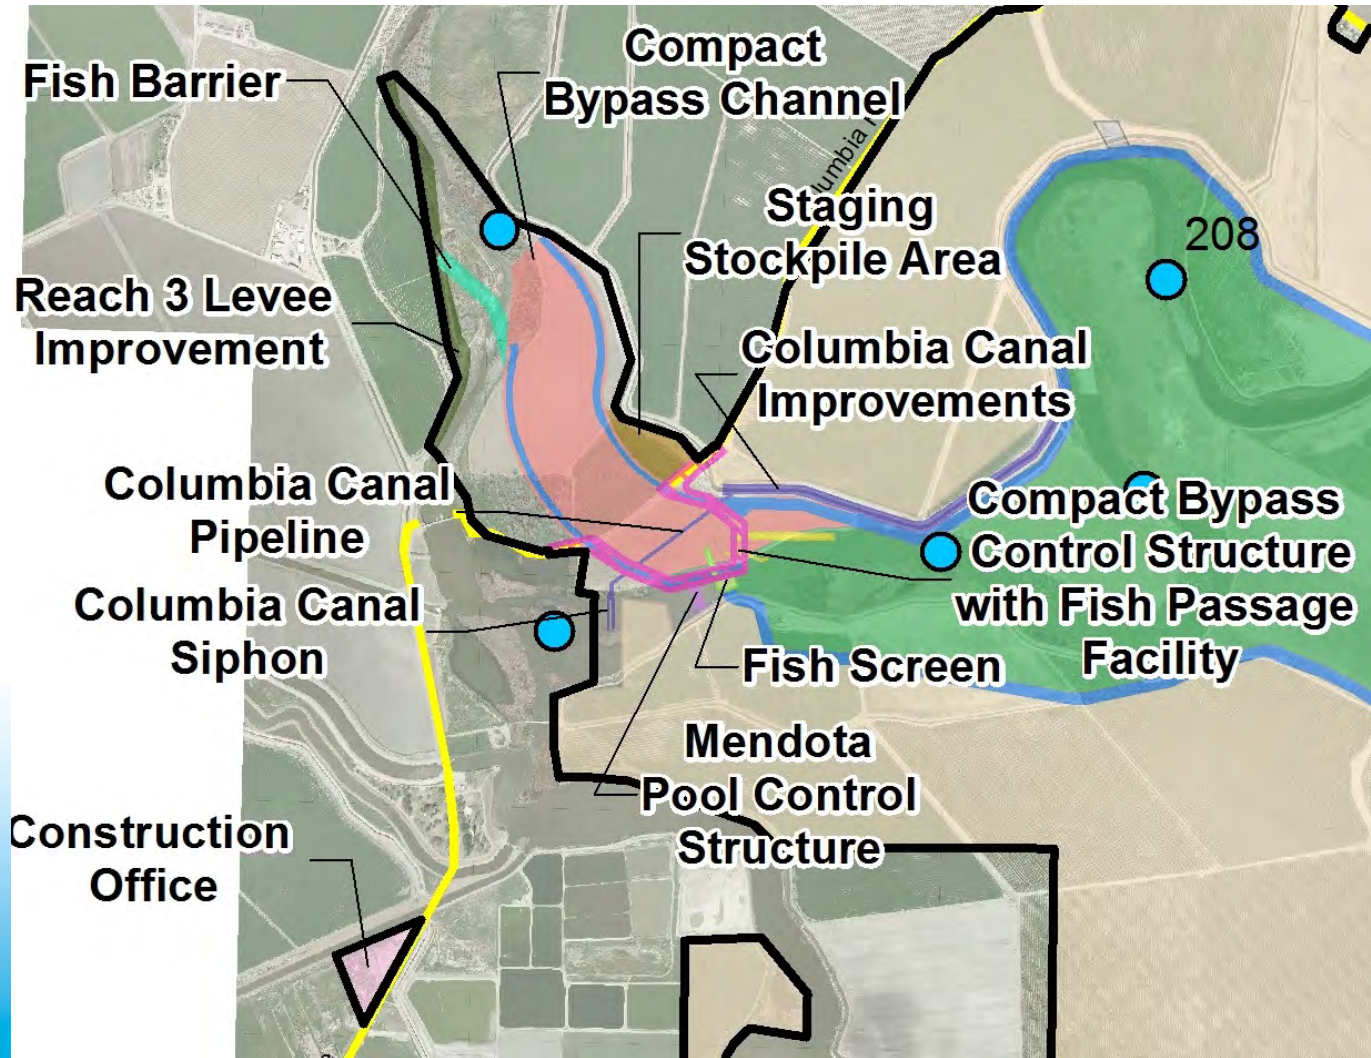 Compact
Bypass Channel
Fish Barrier
Staging
Stockpile Area
208
Reach 3 Levee
Improvement
Columbia Canal
Improvements
Columbia Canal
Pipeline
Compact Bypass
Control Structure
with Fish Passage
Facility
Columbia Canal
Siphon
Fish Screen
Mendota
Pool Control
Structure
Construction
Office